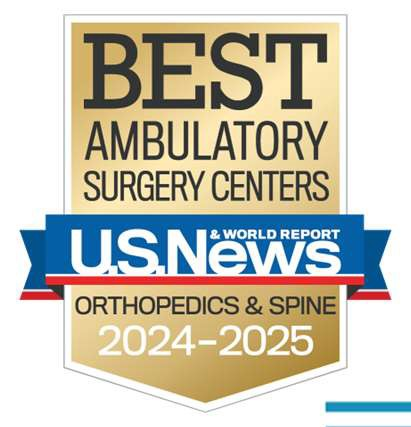 BEST
AMBULATORY
SURGERY CENTERS
& WORLD REPORT
U.S.News
ORTHOPEDICS & SPINE
2024-2025